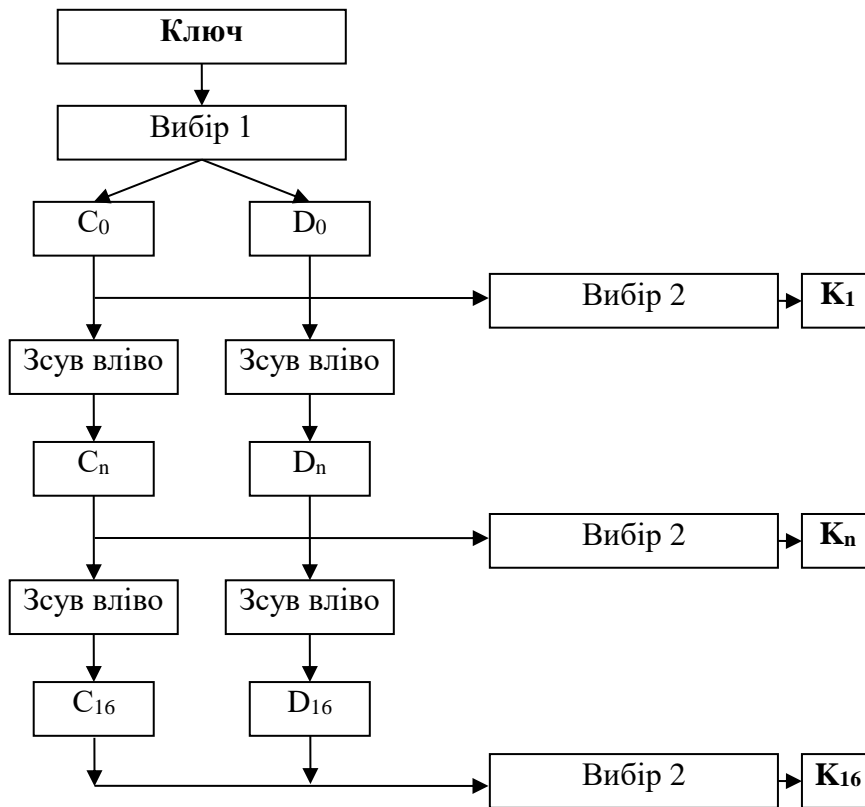 Ключ
Вибір 1
C₀ D₀
Вибір 2 K₁
Зсув вліво Зсув вліво
Cₙ Dₙ
Вибір 2 Kₙ
Зсув вліво Зсув вліво
C₁₆ D₁₆
Вибір 2 K₁₆